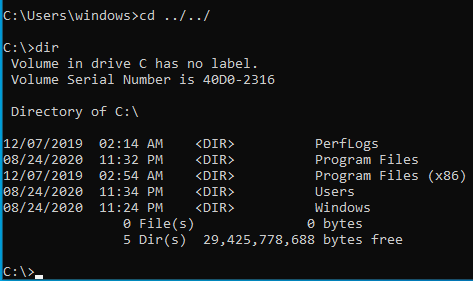 C:\Users\windows>cd ../../
C:\>dir
 Volume in drive C has no label.
 Volume Serial Number is 40D0-2316
 Directory of C:\
12/07/2019  02:14 AM    <DIR>          PerfLogs
08/24/2020  11:32 PM    <DIR>          Program Files
12/07/2019  02:54 AM    <DIR>          Program Files (x86)
08/24/2020  11:34 PM    <DIR>          Users
08/24/2020  11:24 PM    <DIR>          Windows
               0 File(s)              0 bytes
               5 Dir(s)  29,425,778,688 bytes free
C:\>